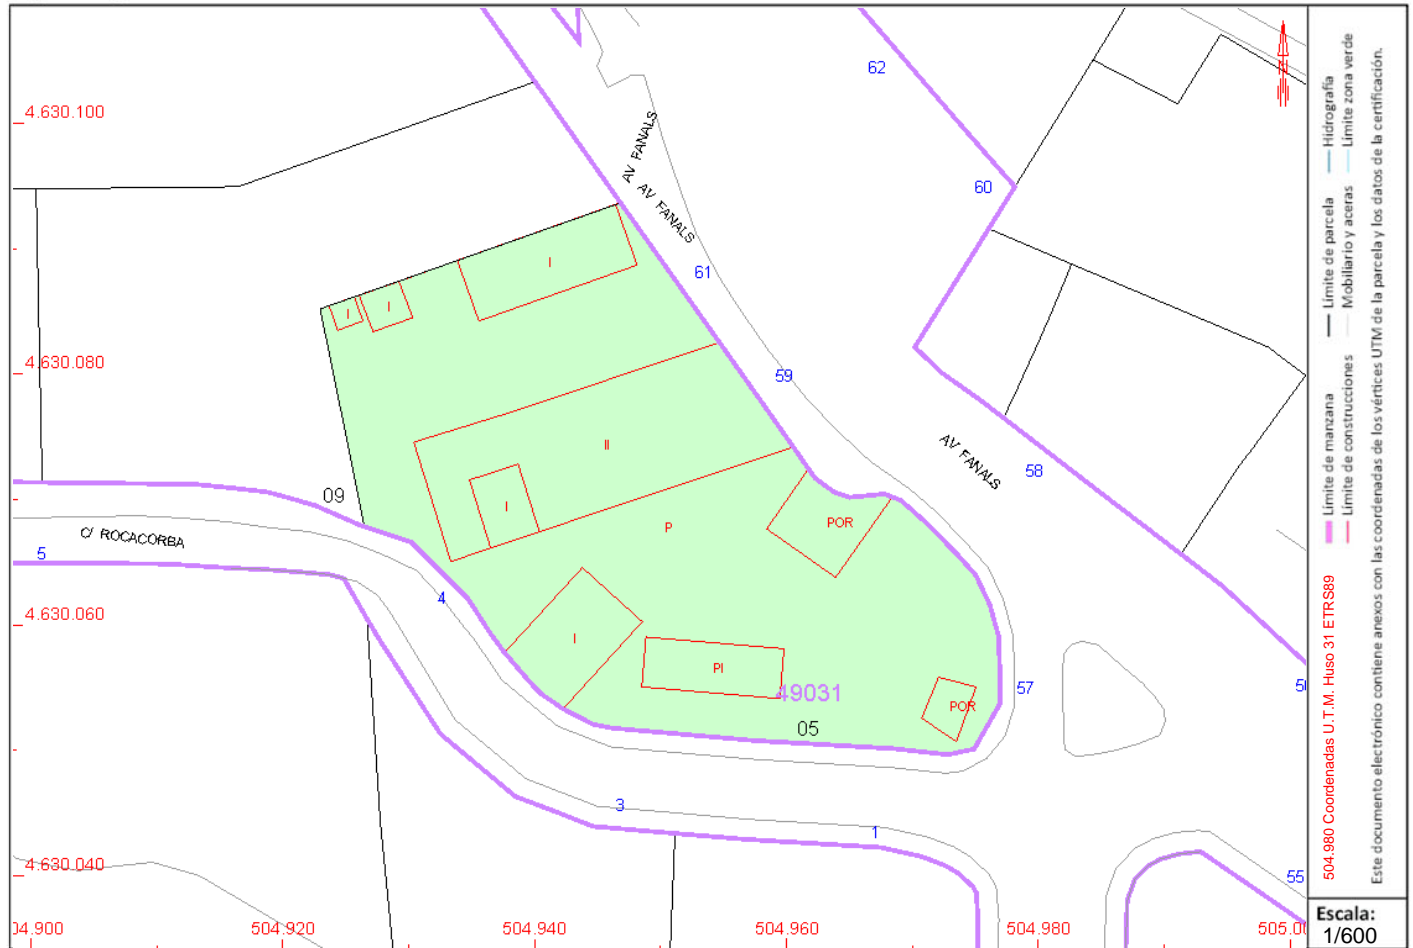 62
4.630.100
AV FANALS
AV FANALS
60
61
I
I
I
4.630.080
59
II
AV FANALS
58
09
I
POR
P
C/ ROCACORBA
5
4
4.630.060
I
PI
49031
57
POR
05
3
1
4.630.040
55
504.920
504.940
504.960
504.980
Límite de manzana
Límite de parcela
Hidrografía
Límite de construcciones
Mobiliario y aceras
Límite zona verde
504.980 Coordenadas U.T.M. Huso 31 ETRS89
Este documento electrónico contiene anexos con las coordenadas de los vértices UTM de la parcela y los datos de la certificación.
Escala:
1/600